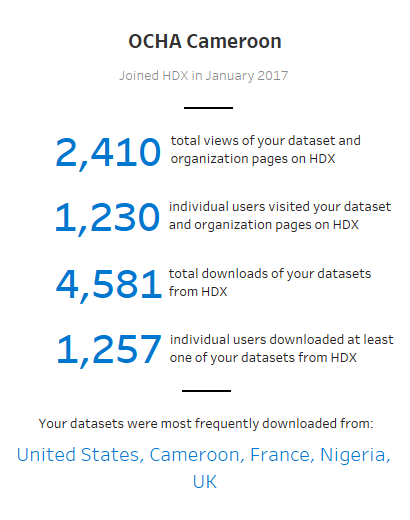 OCHA Cameroon
Joined HDX in January 2017
2,410
total views of your dataset and
organization pages on HDX
1,230
individual users visited your dataset
and organization pages on HDX
4,581
total downloads of your datasets
from HDX
1,257
individual users downloaded at least
one of your datasets from HDX
Your datasets were most frequently downloaded from:
United States, Cameroon, France, Nigeria,
UK